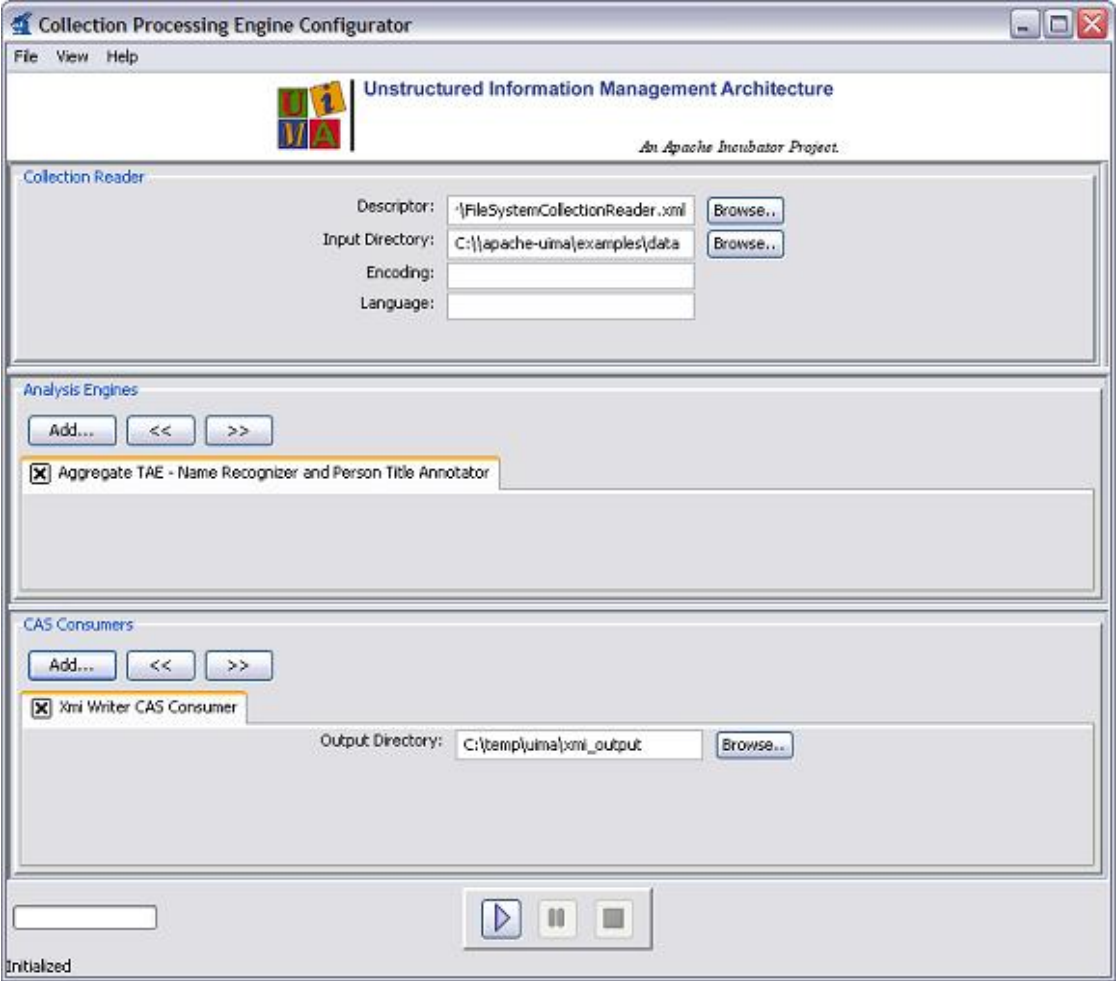 Collection Processing Engine Configurator
File View Help
UIMA
Unstructured Information Management Architecture
An Apache Incubator Project.
Collection Reader
Descriptor: \FileSystemCollectionReader.xml Browse..
Input Directory: C:\\apache-uima\examples\data Browse..
Encoding:
Language:
Analysis Engines
Add... << >>
Aggregate TAE - Name Recognizer and Person Title Annotator
CAS Consumers
Add... << >>
Xmi Writer CAS Consumer
Output Directory: C:\temp\uima\xmi_output Browse...
Initialized